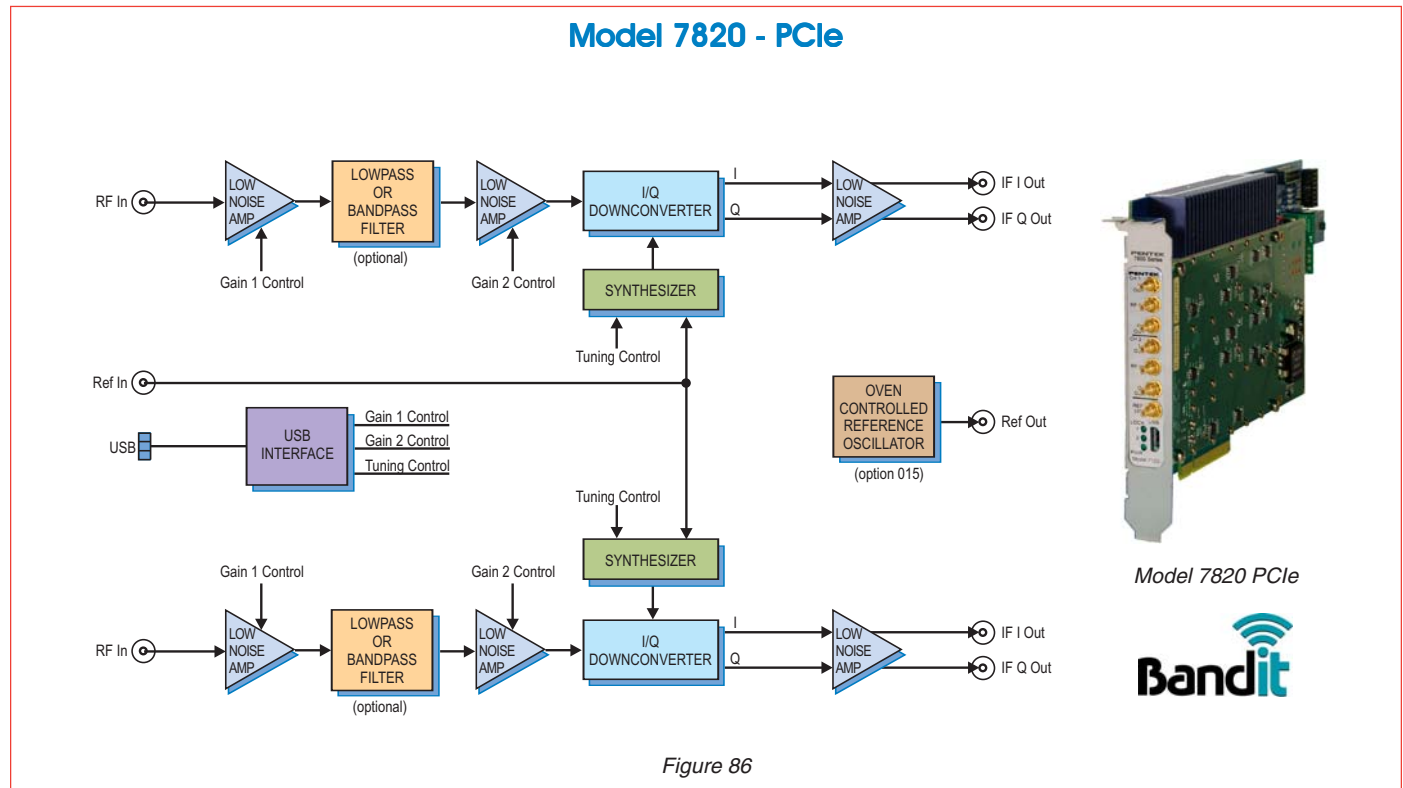 Model 7820 - PCIe
RF In
LOW
NOISE
AMP
Gain 1 Control
LOWPASS
OR
BANDPASS
FILTER
(optional)
LOW
NOISE
AMP
Gain 2 Control
I/Q
DOWNCONVERTER
I
Q
LOW
NOISE
AMP
IF I Out
IF Q Out
SYNTHESIZER
Tuning Control
Ref In
USB
USB
INTERFACE
Gain 1 Control
Gain 2 Control
Tuning Control
OVEN
CONTROLLED
REFERENCE
OSCILLATOR
(option 015)
Ref Out
Tuning Control
SYNTHESIZER
RF In
Gain 1 Control
LOW
NOISE
AMP
LOWPASS
OR
BANDPASS
FILTER
(optional)
Gain 2 Control
LOW
NOISE
AMP
I/Q
DOWNCONVERTER
I
Q
LOW
NOISE
AMP
IF I Out
IF Q Out
PENTEK
PENTEK
Model 7820 PCIe
Bandit
Figure 86